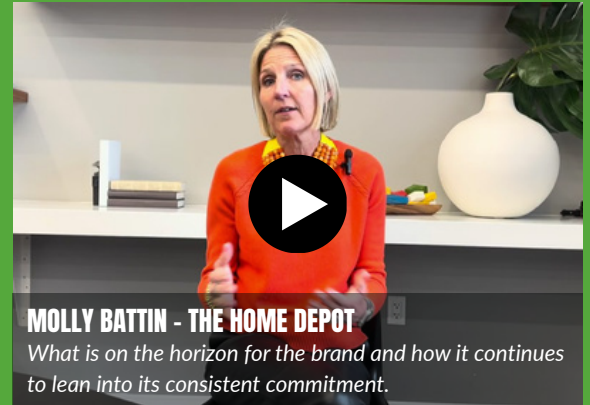 MOLLY BATTIN - THE HOME DEPOT
What is on the horizon for the brand and how it continues
to lean into its consistent commitment.